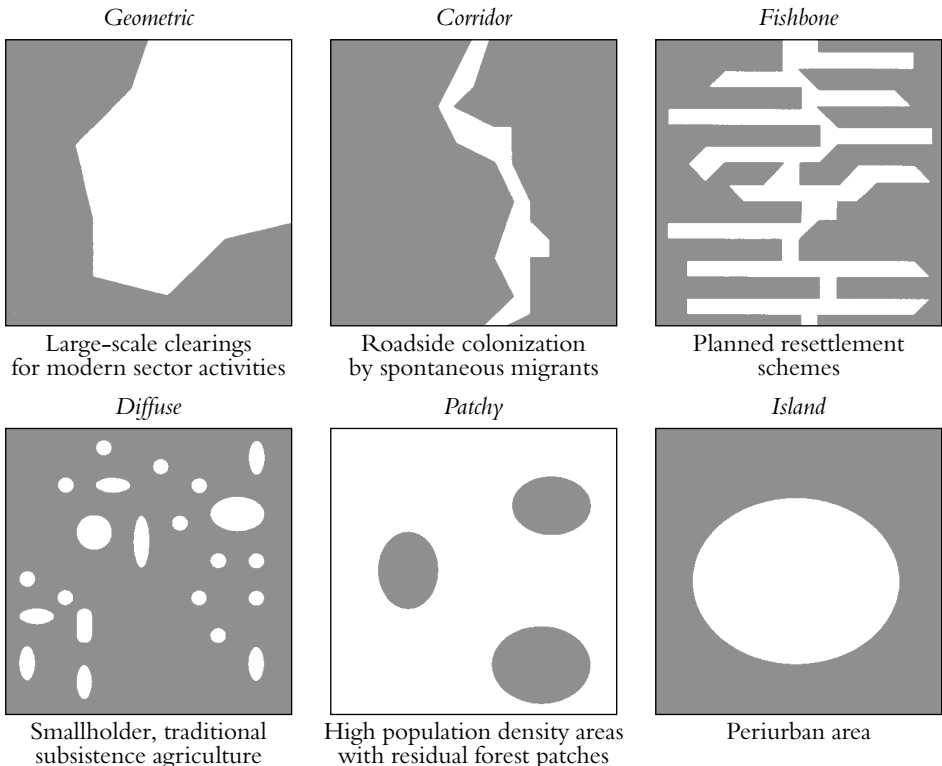 Geometric
Corridor
Fishbone
Large-scale clearings
for modern sector activities
Roadside colonization
by spontaneous migrants
Planned resettlement
schemes
Diffuse
Patchy
Island
Smallholder, traditional
subsistence agriculture
High population density areas
with residual forest patches
Periurban area